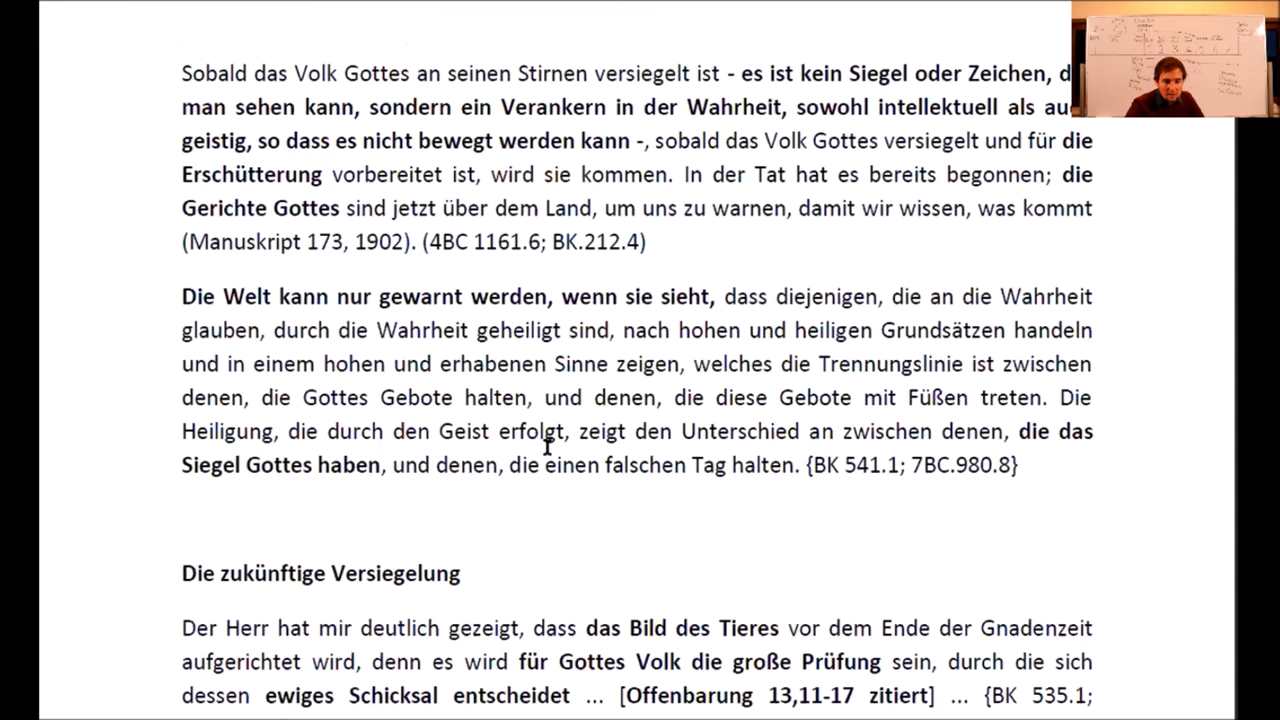 Sobald das Volk Gottes an seinen Stirnen versiegelt ist - es ist kein Siegel oder Zeichen, d
man sehen kann, sondern ein Verankern in der Wahrheit, sowohl intellektuell als au
geistig, so dass es nicht bewegt werden kann -, sobald das Volk Gottes versiegelt und für die
Erschütterung vorbereitet ist, wird sie kommen. In der Tat hat es bereits begonnen; die
Gerichte Gottes sind jetzt über dem Land, um uns zu warnen, damit wir wissen, was kommt
(Manuskript 173, 1902). (4BC 1161.6; BK.212.4)
Die Welt kann nur gewarnt werden, wenn sie sieht, dass diejenigen, die an die Wahrheit
glauben, durch die Wahrheit geheiligt sind, nach hohen und heiligen Grundsätzen handeln
und in einem hohen und erhabenen Sinne zeigen, welches die Trennungslinie ist zwischen
denen, die Gottes Gebote halten, und denen, die diese Gebote mit Füßen treten. Die
Heiligung, die durch den Geist erfolgt, zeigt den Unterschied an zwischen denen, die das
Siegel Gottes haben, und denen, die einen falschen Tag halten. {BK 541.1; 7BC.980.8}
Die zukünftige Versiegelung
Der Herr hat mir deutlich gezeigt, dass das Bild des Tieres vor dem Ende der Gnadenzeit
aufgerichtet wird, denn es wird für Gottes Volk die große Prüfung sein, durch die sich
dessen ewiges Schicksal entscheidet ... [Offenbarung 13,11-17 zitiert] ... {BK 535.1;